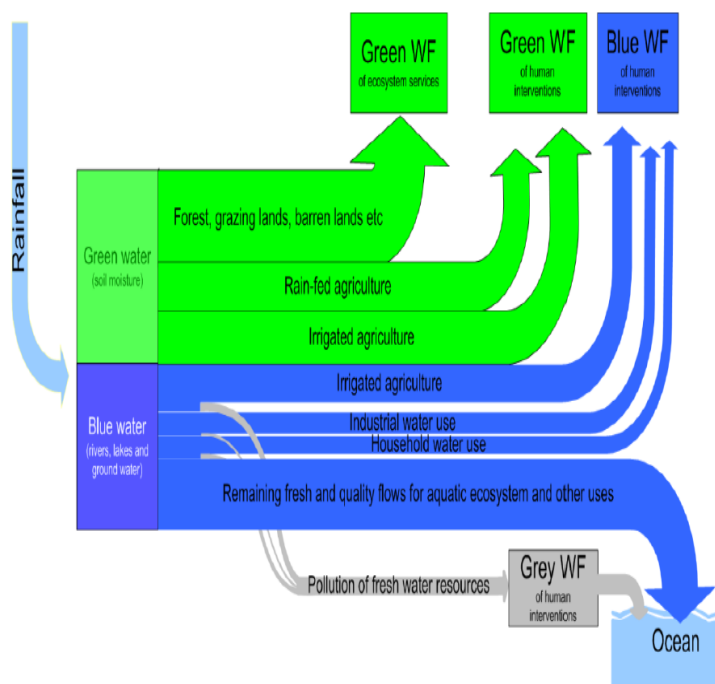 Green WF
of ecosystem services
Green WF
of human
interventions
Blue WF
of human
interventions
Rainfall
Green water
(soil moisture)
Forest, grazing lands, barren lands etc
Rain-fed agriculture
Irrigated agriculture
Blue water
(rivers, lakes and
ground water)
Irrigated agriculture
Industrial water use
Household water use
Remaining fresh and quality flows for aquatic ecosystem and other uses
Pollution of fresh water resources
Grey WF
of human
interventions
Ocean